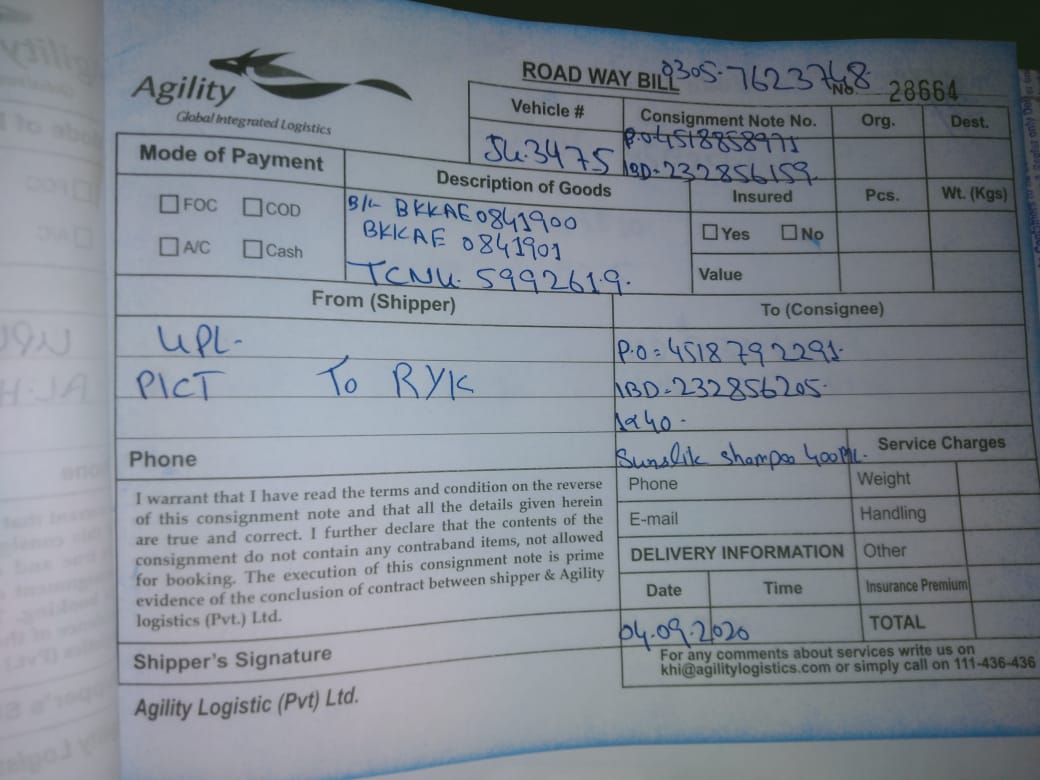 Agility
Global Integrated Logistics
ROAD WAY BILL 0305-7623748
No. 28664
Vehicle # Consignment Note No. Org. Dest.
P.O 4518858971
3475 IBD-232856159
Mode of Payment Description of Goods Insured Pcs. Wt. (Kgs)
FOC COD B/L BKKAE0841900
A/C Cash BKKAE 0841901
Yes No
TCNU. 5992619. Value
From (Shipper) To (Consignee)
UPL- P.O=4518792291-
PICT To RYK IBD-232856205-
1x40-
Phone Sunslik shampoo 400ML. Service Charges
I warrant that I have read the terms and condition on the reverse
of this consignment note and that all the details given herein
are true and correct. I further declare that the contents of the
consignment do not contain any contraband items, not allowed
for booking. The execution of this consignment note is prime
evidence of the conclusion of contract between shipper & Agility
logistics (Pvt.) Ltd.
Phone Weight
E-mail Handling
DELIVERY INFORMATION Other
Date Time Insurance Premium
04.09.2020 TOTAL
Shipper's Signature
For any comments about services write us on
khi@agilitylogistics.com or simply call on 111-436-436
Agility Logistic (Pvt) Ltd.